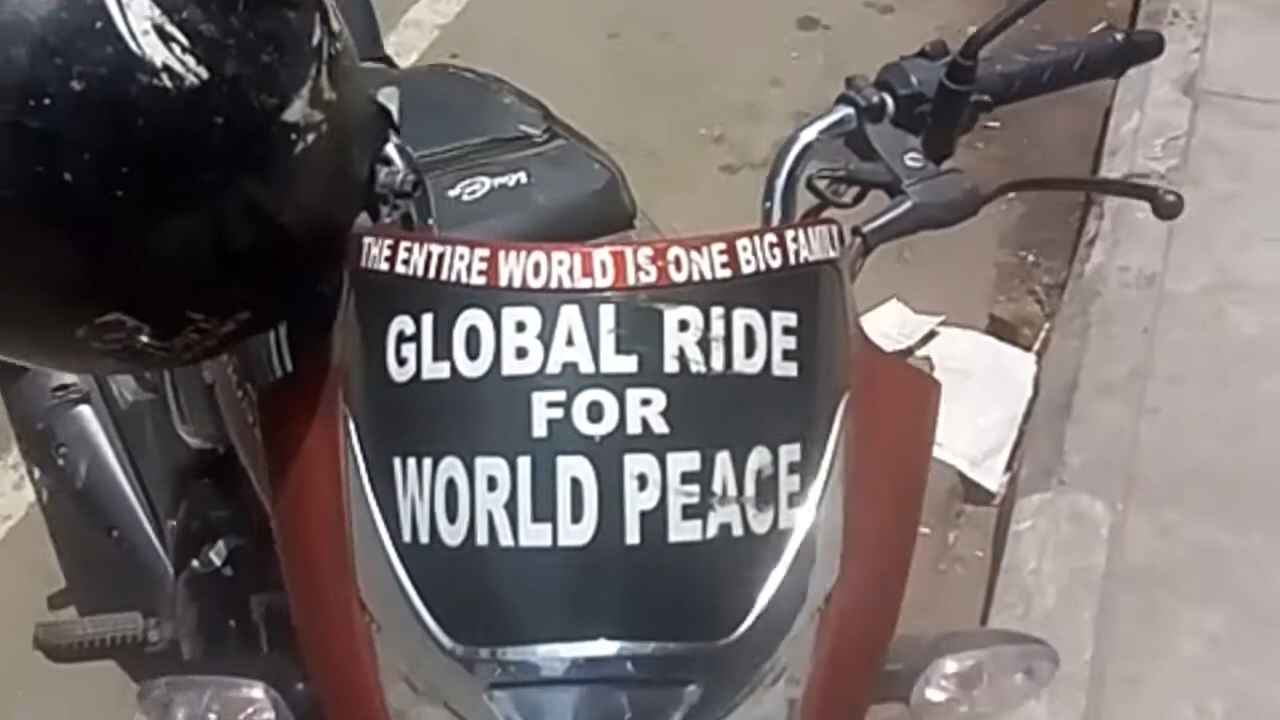 THE ENTIRE WORLD IS ONE BIG FAMILY
GLOBAL RIDE
FOR
WORLD PEACE